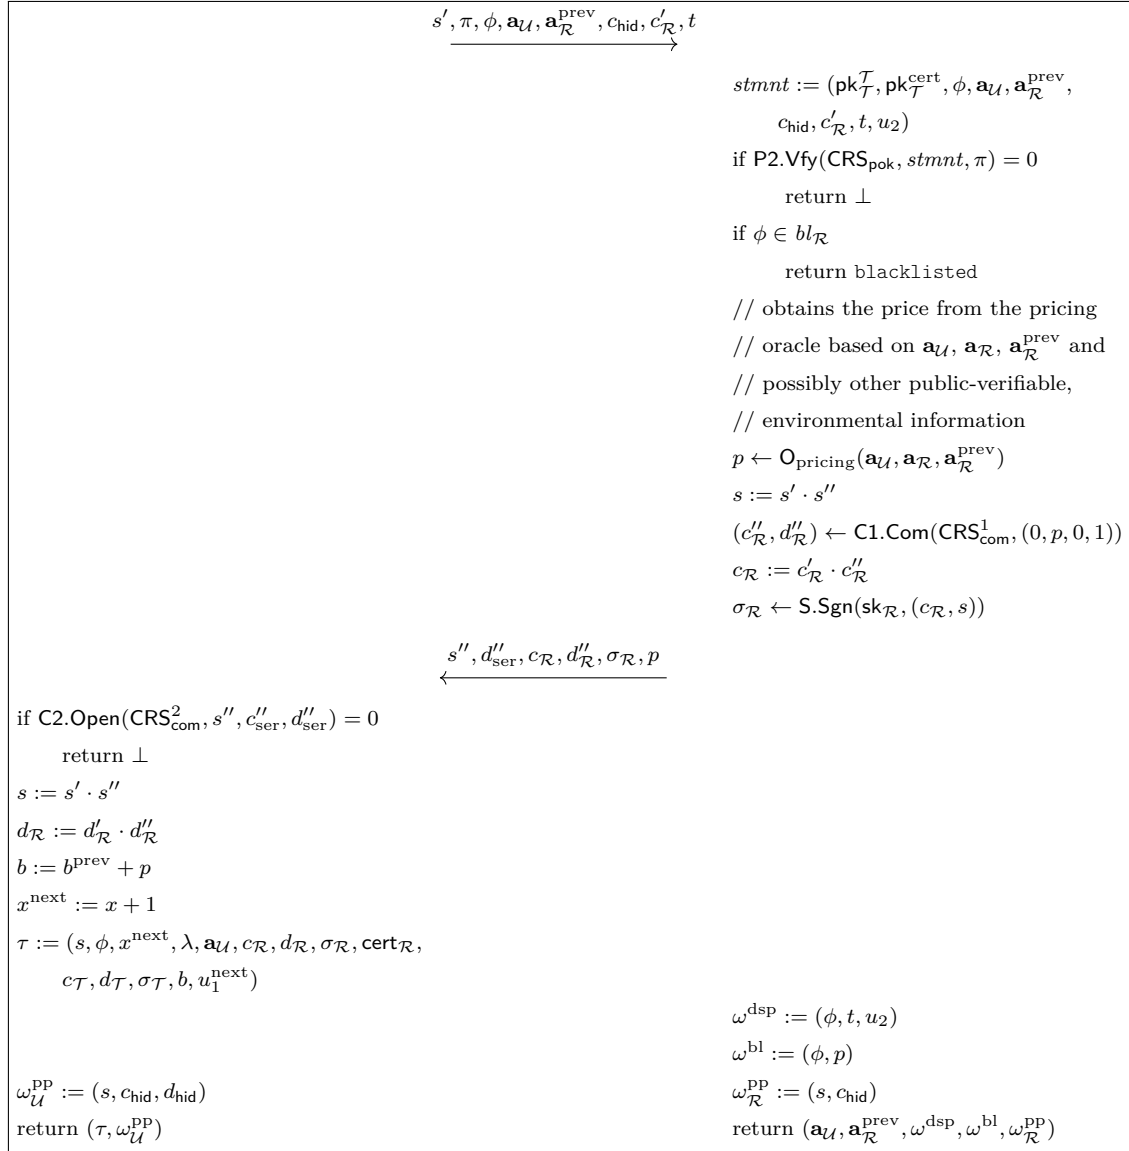 s′, π, ϕ, a_𝒰, a_ℛ^prev, c_hid, c′_ℛ, t
stmnt := (pk_𝒯^𝒯, pk_𝒯^cert, ϕ, a_𝒰, a_ℛ^prev,
c_hid, c′_ℛ, t, u₂)
if P2.Vfy(CRS_pok, stmnt, π) = 0
return ⊥
if ϕ ∈ bl_ℛ
return blacklisted
// obtains the price from the pricing
// oracle based on a_𝒰, a_ℛ, a_ℛ^prev and
// possibly other public-verifiable,
// environmental information
p ← O_pricing(a_𝒰, a_ℛ, a_ℛ^prev)
s := s′ · s″
(c″_ℛ, d″_ℛ) ← C1.Com(CRS_com^1, (0, p, 0, 1))
c_ℛ := c′_ℛ · c″_ℛ
σ_ℛ ← S.Sgn(sk_ℛ, (c_ℛ, s))
s″, d″_ser, c_ℛ, d″_ℛ, σ_ℛ, p
if C2.Open(CRS_com^2, s″, c″_ser, d″_ser) = 0
return ⊥
s := s′ · s″
d_ℛ := d′_ℛ · d″_ℛ
b := b^prev + p
x^next := x + 1
τ := (s, ϕ, x^next, λ, a_𝒰, c_ℛ, d_ℛ, σ_ℛ, cert_ℛ,
c_𝒯, d_𝒯, σ_𝒯, b, u_1^next)
ω^dsp := (ϕ, t, u₂)
ω^bl := (ϕ, p)
ω_𝒰^pp := (s, c_hid, d_hid)
ω_ℛ^pp := (s, c_hid)
return (τ, ω_𝒰^pp)
return (a_𝒰, a_ℛ^prev, ω^dsp, ω^bl, ω_ℛ^pp)